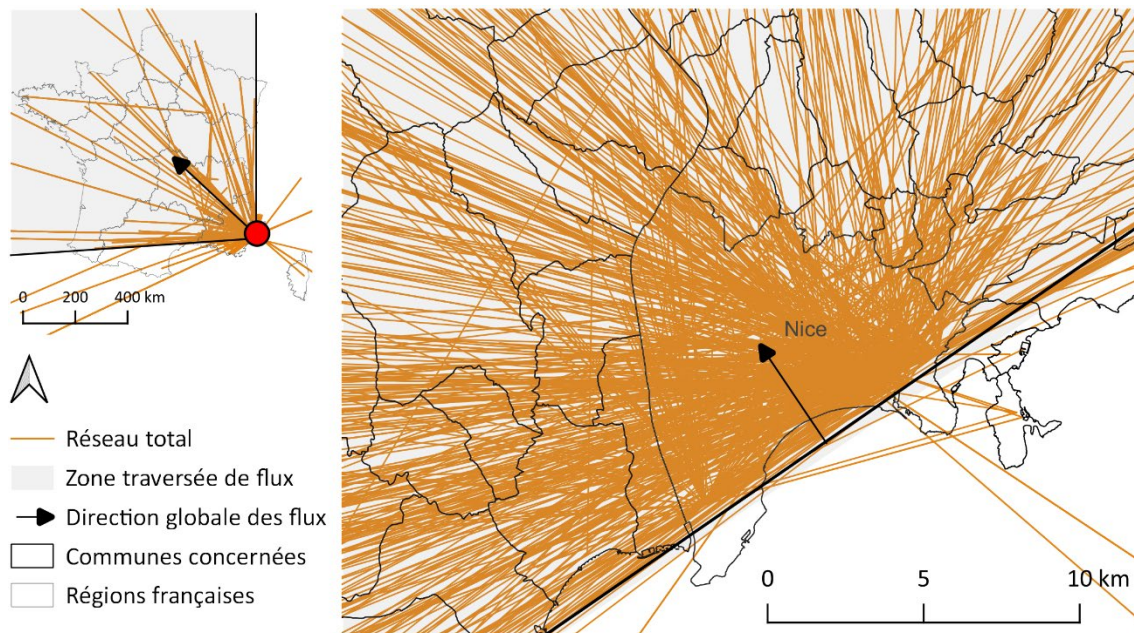 0 200 400 km
Réseau total
Zone traversée de flux
Direction globale des flux
Communes concernées
Régions françaises
Nice
0 5 10 km